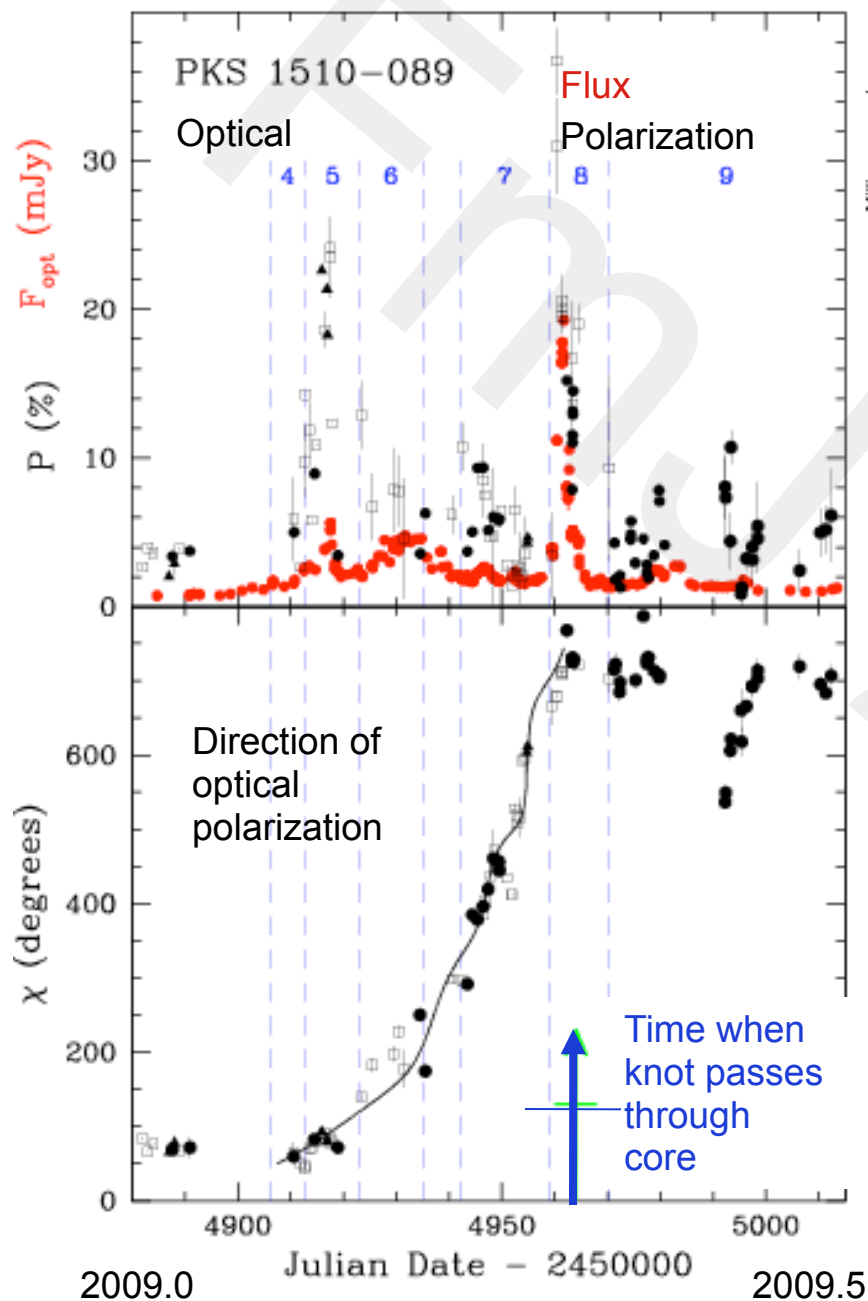 PKS 1510-089
Flux
Optical
Polarization
30
20
10
0
4
5
6
7
8
9
F_opt (mJy)
P (%)
Direction of
optical
polarization
600
400
200
0
χ (degrees)
Time when
knot passes
through
core
4900
4950
5000
Julian Date - 2450000
2009.0
2009.5